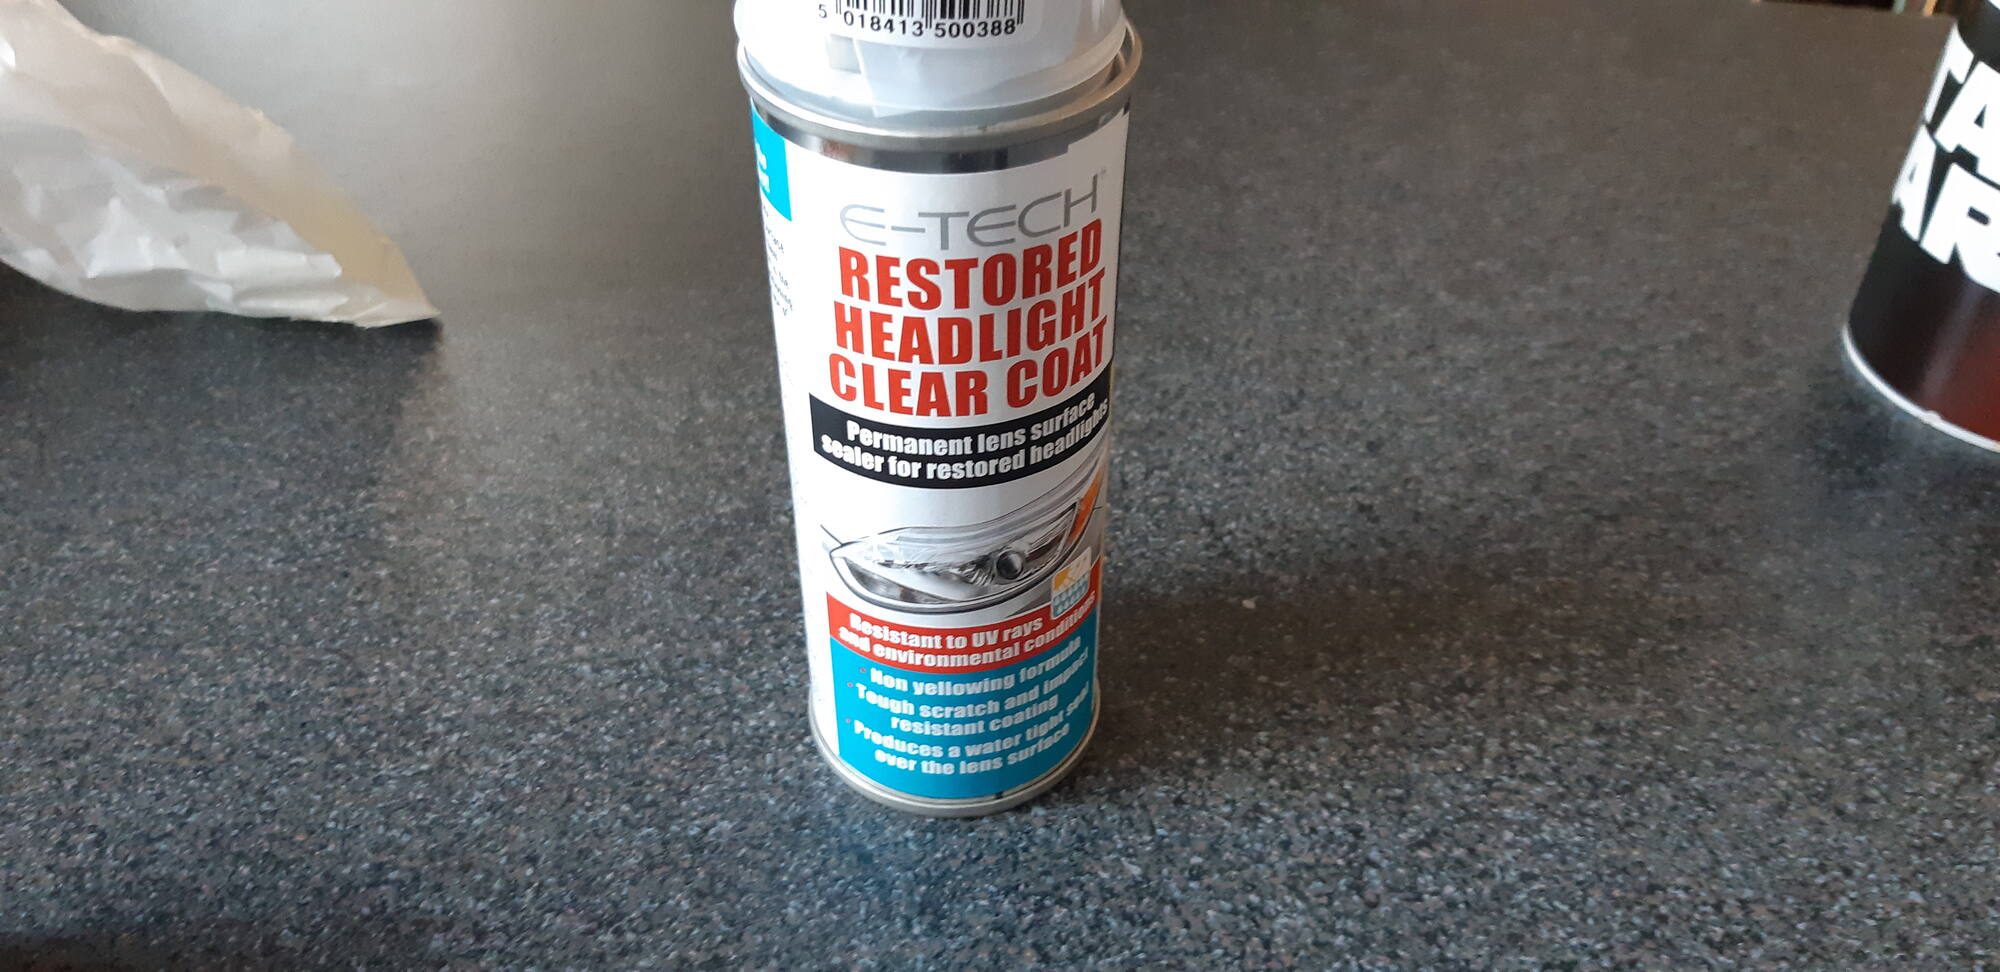 5 018413 500388
E-TECH™
RESTORED
HEADLIGHT
CLEAR COAT
Permanent lens surface
sealer for restored headlights
Resistant to UV rays
and environmental conditions
• Non yellowing formula
• Tough scratch and impact
resistant coating
• Produces a water tight seal
over the lens surface